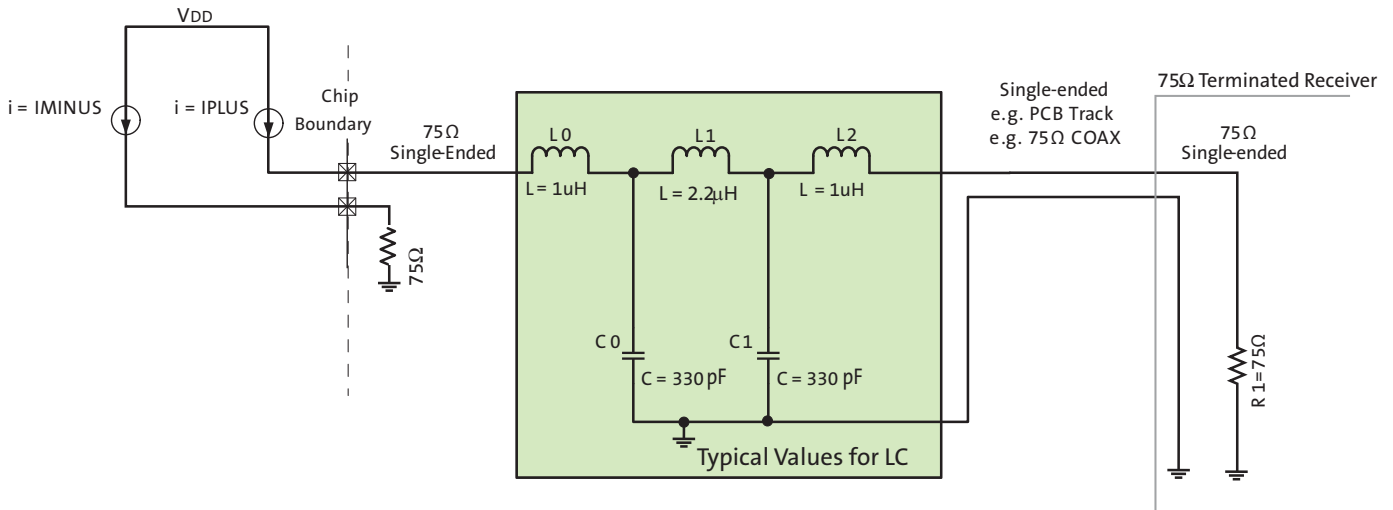 VDD
i = IMINUS
i = IPLUS
Chip
Boundary
75Ω
Single-Ended
75Ω
L0
L = 1uH
L1
L = 2.2μH
L2
L = 1uH
C0
C = 330 pF
C1
C = 330 pF
Typical Values for LC
Single-ended
e.g. PCB Track
e.g. 75Ω COAX
75Ω Terminated Receiver
75Ω
Single-ended
R1=75Ω